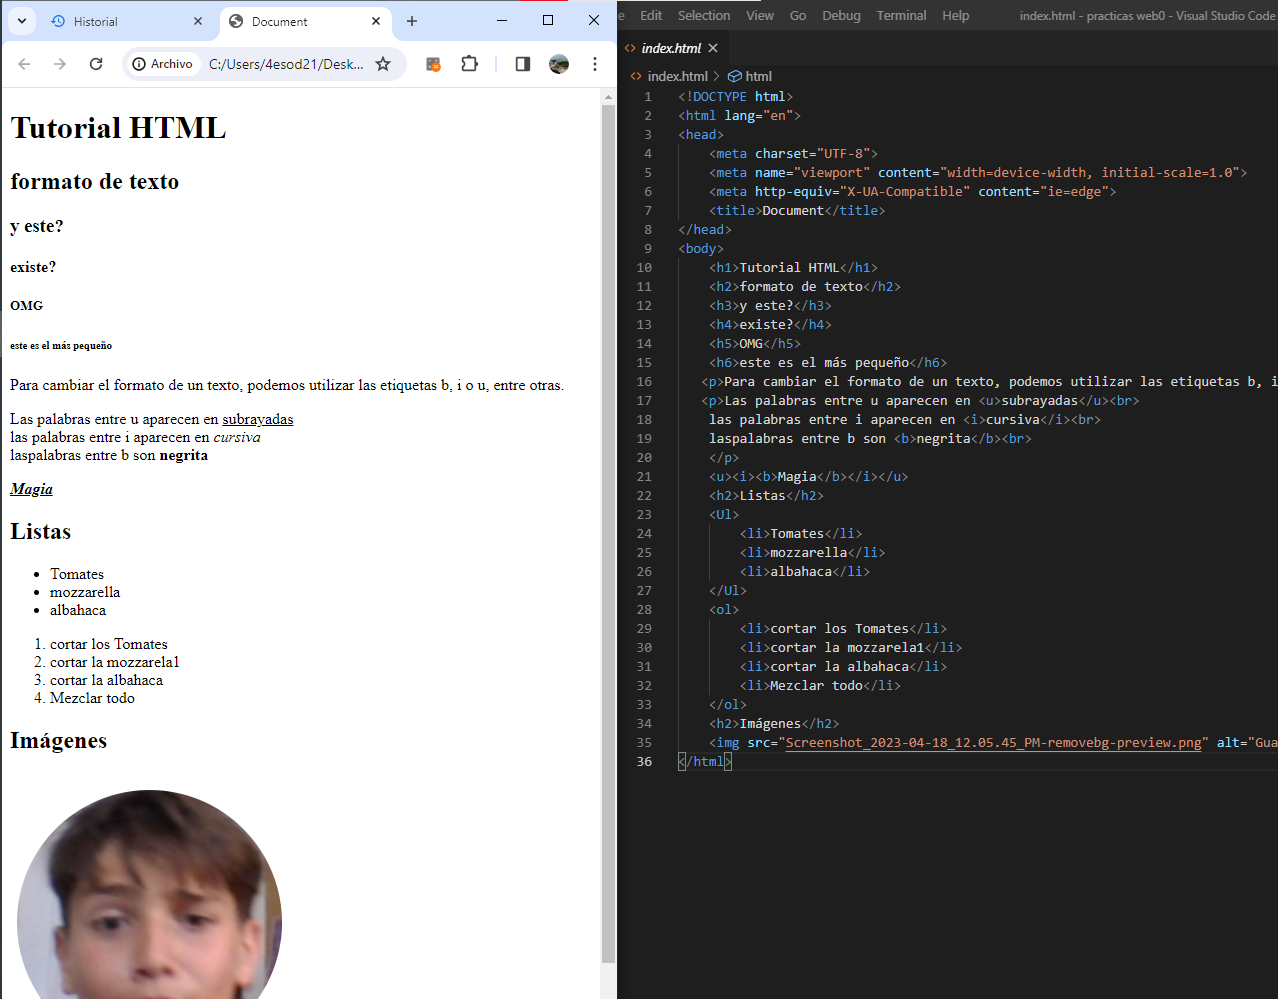 Historial
Document
Archivo C:/Users/4esod21/Desk...
Tutorial HTML
formato de texto
y este?
existe?
OMG
este es el más pequeño
Para cambiar el formato de un texto, podemos utilizar las etiquetas b, i o u, entre otras.
Las palabras entre u aparecen en subrayadas
las palabras entre i aparecen en cursiva
laspalabras entre b son negrita
Magia
Listas
• Tomates
• mozzarella
• albahaca
1. cortar los Tomates
2. cortar la mozzarela1
3. cortar la albahaca
4. Mezclar todo
Imágenes
e Edit Selection View Go Debug Terminal Help index.html - practicas web0 - Visual Studio Code
<> index.html
<> index.html > html
1 <!DOCTYPE html>
2 <html lang="en">
3 <head>
4 <meta charset="UTF-8">
5 <meta name="viewport" content="width=device-width, initial-scale=1.0">
6 <meta http-equiv="X-UA-Compatible" content="ie=edge">
7 <title>Document</title>
8 </head>
9 <body>
10 <h1>Tutorial HTML</h1>
11 <h2>formato de texto</h2>
12 <h3>y este?</h3>
13 <h4>existe?</h4>
14 <h5>OMG</h5>
15 <h6>este es el más pequeño</h6>
16 <p>Para cambiar el formato de un texto, podemos utilizar las etiquetas b, i
17 <p>Las palabras entre u aparecen en <u>subrayadas</u><br>
18 las palabras entre i aparecen en <i>cursiva</i><br>
19 laspalabras entre b son <b>negrita</b><br>
20 </p>
21 <u><i><b>Magia</b></i></u>
22 <h2>Listas</h2>
23 <Ul>
24 <li>Tomates</li>
25 <li>mozzarella</li>
26 <li>albahaca</li>
27 </Ul>
28 <ol>
29 <li>cortar los Tomates</li>
30 <li>cortar la mozzarela1</li>
31 <li>cortar la albahaca</li>
32 <li>Mezclar todo</li>
33 </ol>
34 <h2>Imágenes</h2>
35 <img src="Screenshot_2023-04-18_12.05.45_PM-removebg-preview.png" alt="Gua
36 </html>